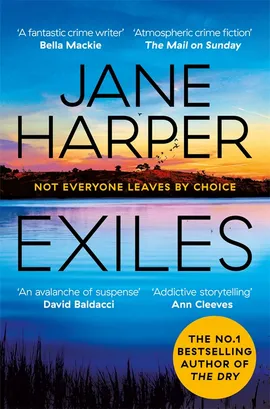 'A fantastic crime writer'
Bella Mackie
'Atmospheric crime fiction'
The Mail on Sunday
JANE
HARPER
NOT EVERYONE LEAVES BY CHOICE
EXILES
'An avalanche of suspense'
David Baldacci
'Addictive storytelling'
Ann Cleeves
THE NO.1
BESTSELLING
AUTHOR OF
THE DRY